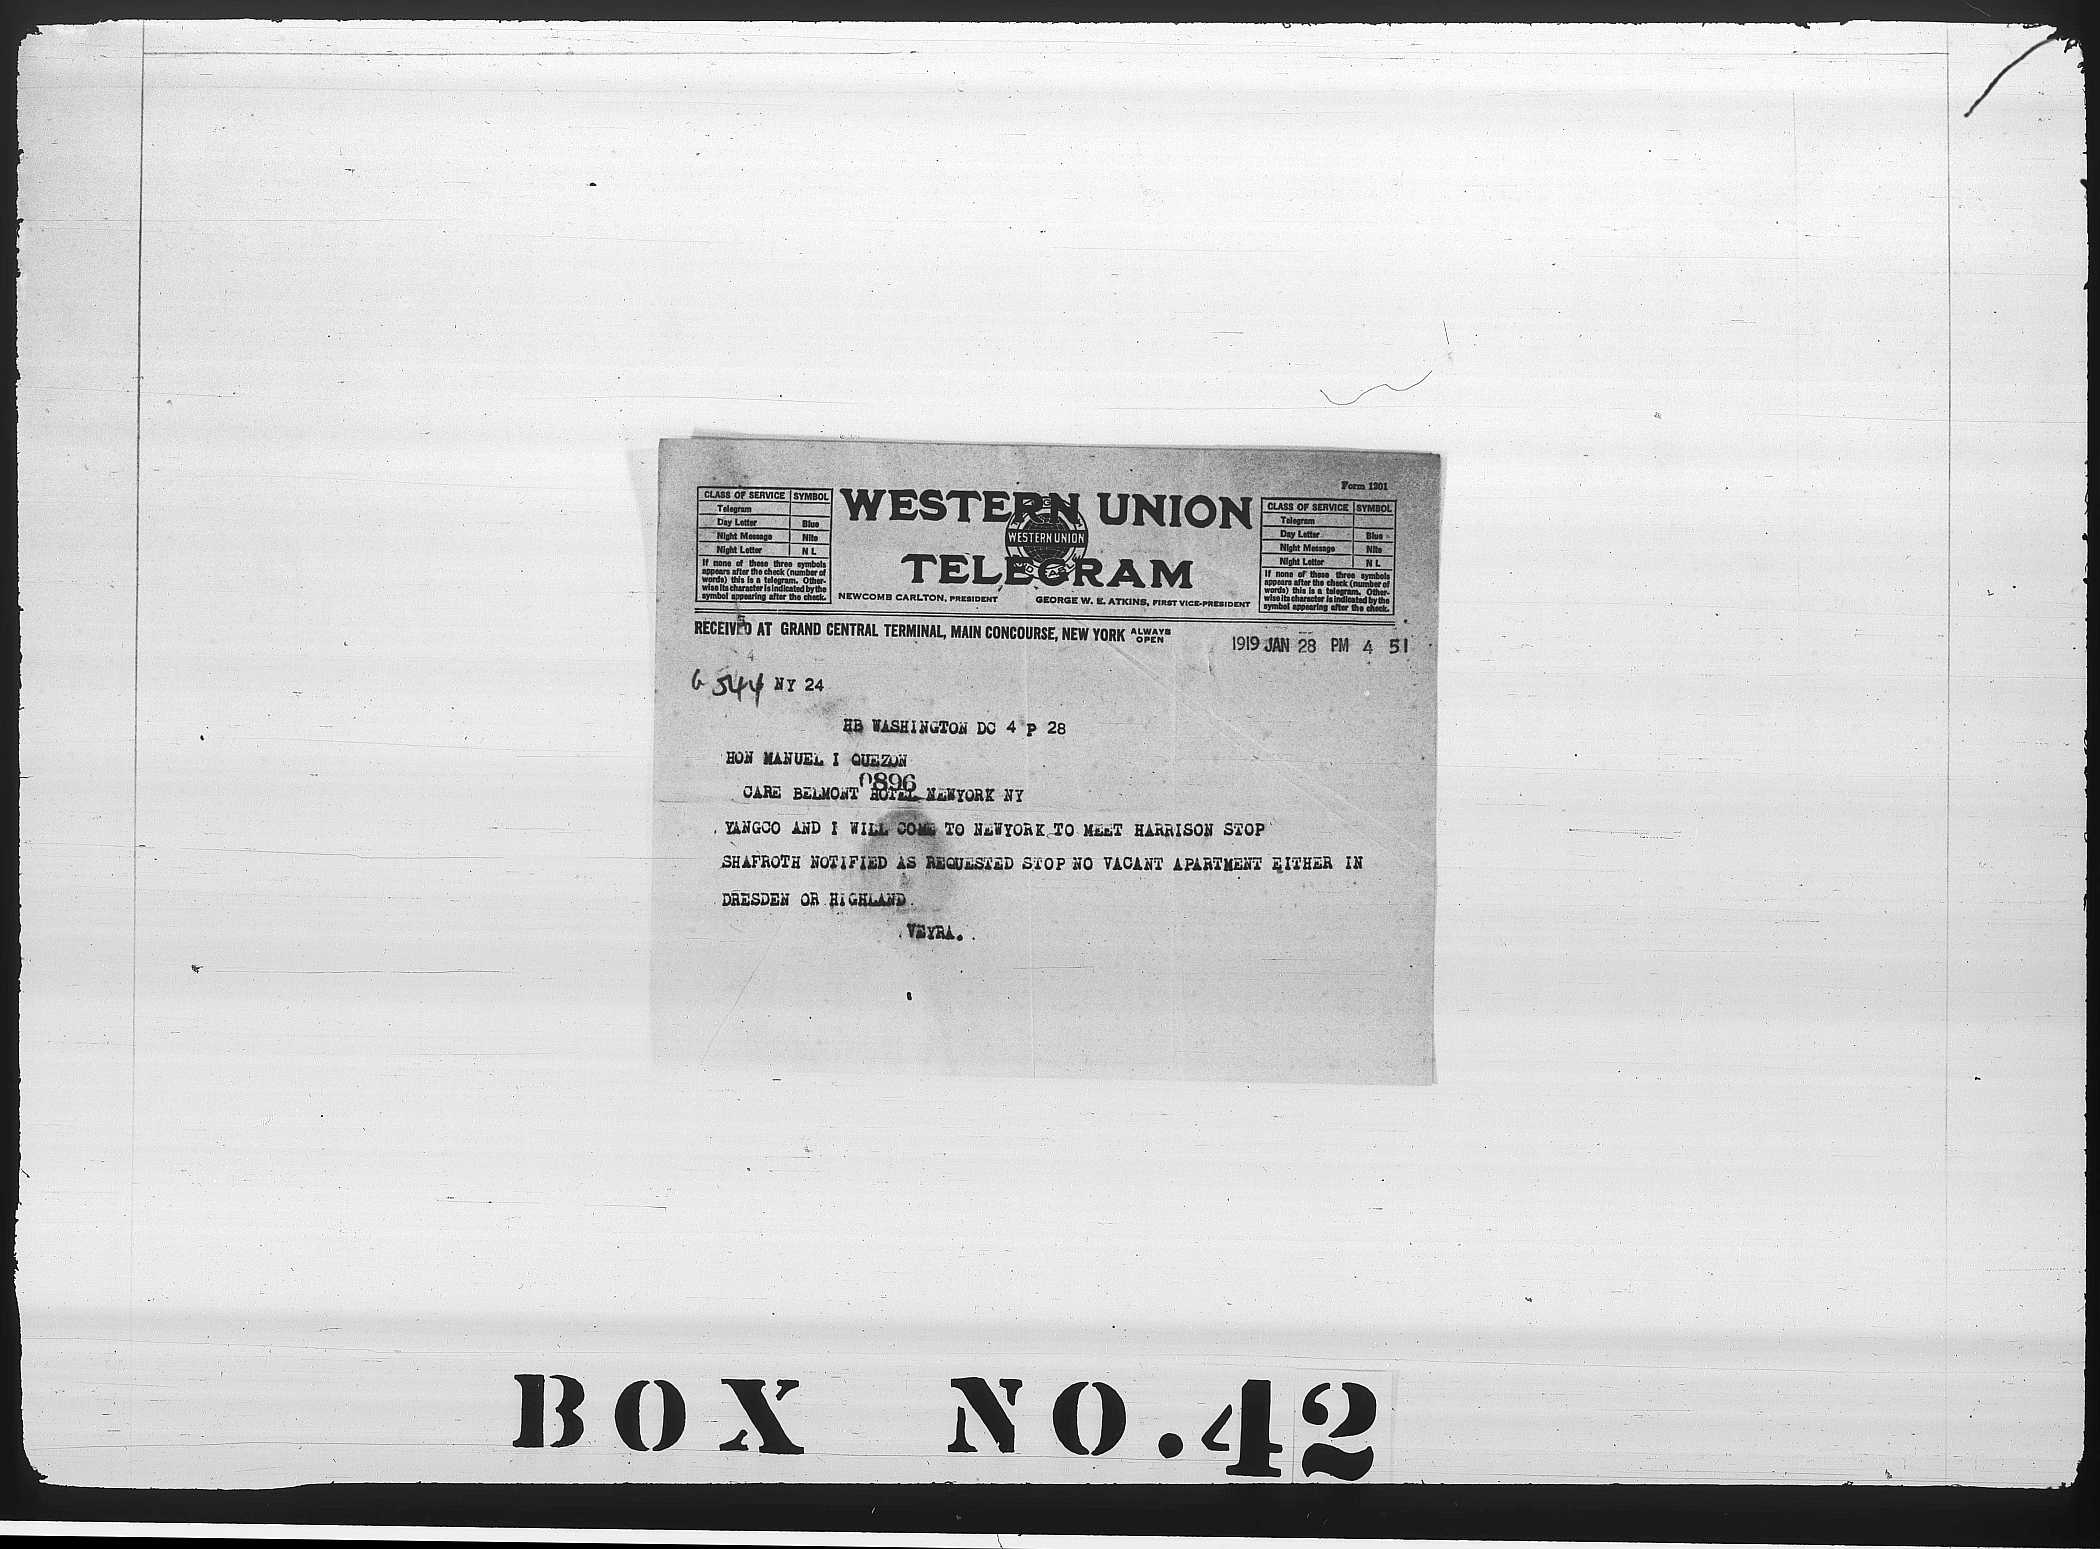 Form 1201
CLASS OF SERVICE SYMBOL
Telegram
Day Letter Blue
Night Message Nite
Night Letter N L
If none of these three symbols
appears after the check (number of
words) this is a telegram. Other-
wise its character is indicated by the
symbol appearing after the check.
WESTERN UNION
WESTERN UNION
TELEGRAM
NEWCOMB CARLTON, PRESIDENT GEORGE W. E. ATKINS, FIRST VICE-PRESIDENT
CLASS OF SERVICE SYMBOL
Telegram
Day Letter Blue
Night Message Nite
Night Letter N L
If none of these three symbols
appears after the check (number of
words) this is a telegram. Other-
wise its character is indicated by the
symbol appearing after the check.
RECEIVED AT GRAND CENTRAL TERMINAL, MAIN CONCOURSE, NEW YORK ALWAYS OPEN
1919 JAN 28 PM 4 51
G 544 NY 24
HB WASHINGTON DC 4 P 28
HON MANUEL I QUEZON
0896
CARE BELMONT HOTEL NEWYORK NY
YANGCO AND I WILL COME TO NEWYORK TO MEET HARRISON STOP
SHAFROTH NOTIFIED AS REQUESTED STOP NO VACANT APARTMENT EITHER IN
DRESDEN OR HIGHLAND.
VEYRA.
BOX NO.42